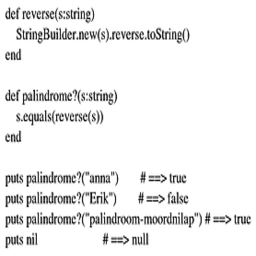 def reverse(s:string)
StringBuilder.new(s).reverse.toString()
end
def palindrome?(s:string)
s.equals(reverse(s))
end
puts palindrome?("anna") # ==> true
puts palindrome?("Erik") # ==> false
puts palindrome?("palindroom-moordnilap") # ==> true
puts nil # ==> null